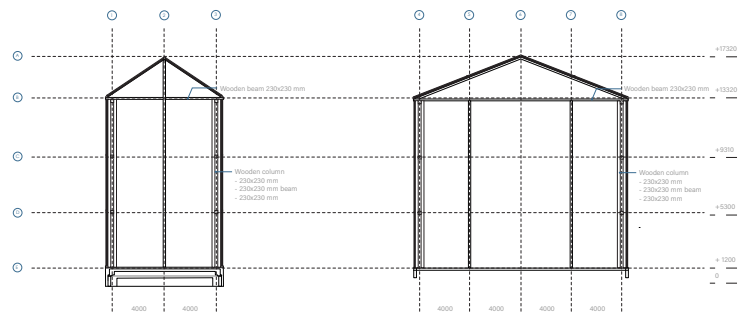 1 2 3 4 5 6 7 8
A +17320
Wooden beam 230x230 mm Wooden beam 230x230 mm
B +13320
C +9310
Wooden column Wooden column
- 230x230 mm - 230x230 mm
- 230x230 mm beam - 230x230 mm beam
- 230x230 mm - 230x230 mm
D +5300
E +1200
0
4000 4000 4000 4000 4000 4000